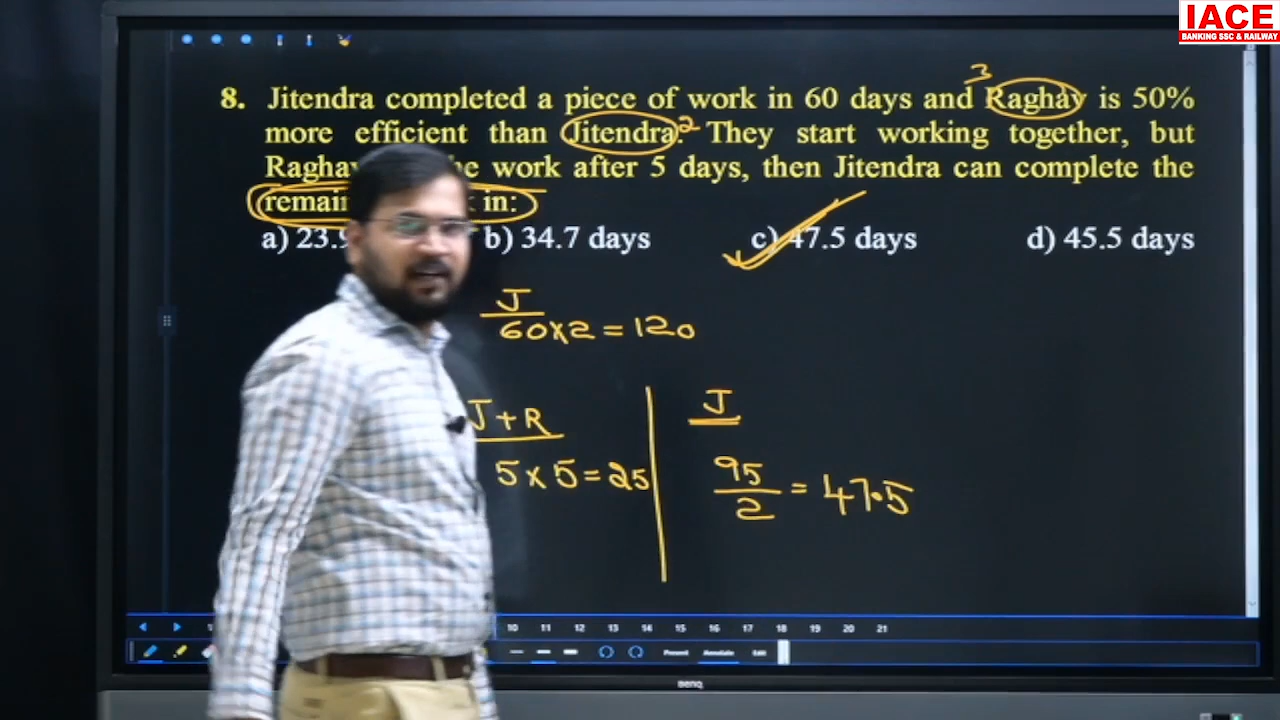 IACE
BANKING SSC & RAILWAY
3
8. Jitendra completed a piece of work in 60 days and Raghav is 50%
more efficient than Jitendra.2 They start working together, but
Raghav work after 5 days, then Jitendra can complete the
in:
a) 23.9 b) 34.7 days c) 47.5 days d) 45.5 days
J
60×2=120
J+R
5×5=25
J
95/2 = 47.5
10 11 12 13 14 15 16 17 18 19 20 21
Present Annotate Edit
BenQ